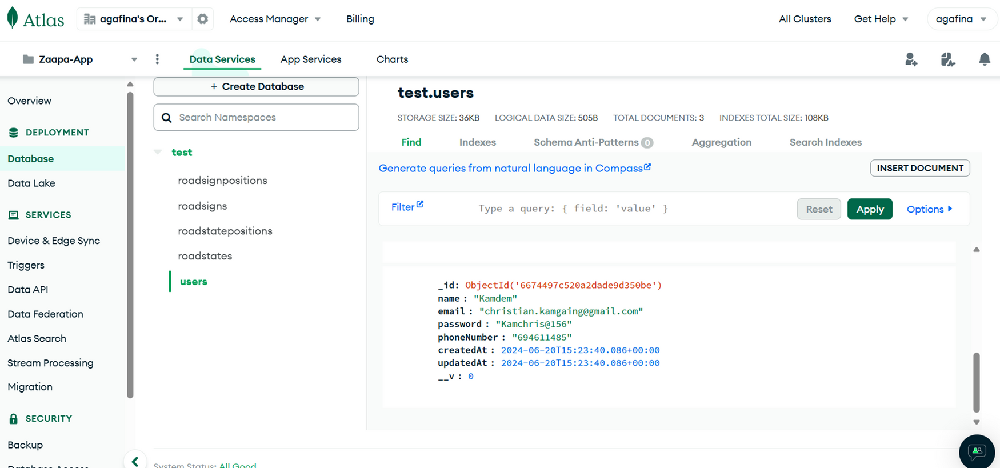 Atlas
agafina's Or...
Access Manager
Billing
All Clusters
Get Help
agafina
Zaapa-App
Data Services
App Services
Charts
Overview
DEPLOYMENT
Database
Data Lake
SERVICES
Device & Edge Sync
Triggers
Data API
Data Federation
Atlas Search
Stream Processing
Migration
SECURITY
Backup
Database Access
+ Create Database
Search Namespaces
test
roadsignpositions
roadsigns
roadstatepositions
roadstates
users
test.users
STORAGE SIZE: 36KB LOGICAL DATA SIZE: 505B TOTAL DOCUMENTS: 3 INDEXES TOTAL SIZE: 108KB
Find Indexes Schema Anti-Patterns 0 Aggregation Search Indexes
Generate queries from natural language in Compass
INSERT DOCUMENT
Filter
Type a query: { field: 'value' }
Reset
Apply
Options
_id: ObjectId('6674497c520a2dade9d350be')
name : "Kamdem"
email : "christian.kamgaing@gmail.com"
password : "Kamchris@156"
phoneNumber : "694611485"
createdAt : 2024-06-20T15:23:40.086+00:00
updatedAt : 2024-06-20T15:23:40.086+00:00
__v : 0
System Status: All Good